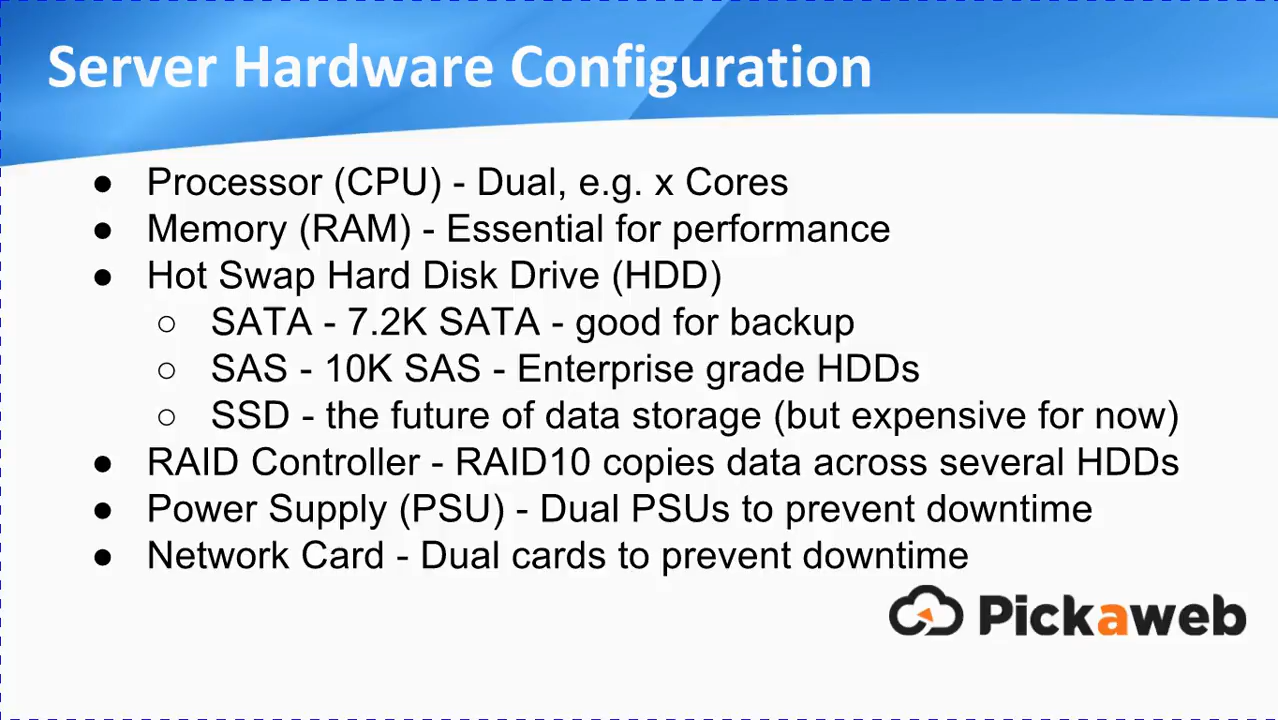 Server Hardware Configuration
● Processor (CPU) - Dual, e.g. x Cores
● Memory (RAM) - Essential for performance
● Hot Swap Hard Disk Drive (HDD)
○ SATA - 7.2K SATA - good for backup
○ SAS - 10K SAS - Enterprise grade HDDs
○ SSD - the future of data storage (but expensive for now)
● RAID Controller - RAID10 copies data across several HDDs
● Power Supply (PSU) - Dual PSUs to prevent downtime
● Network Card - Dual cards to prevent downtime
Pickaweb